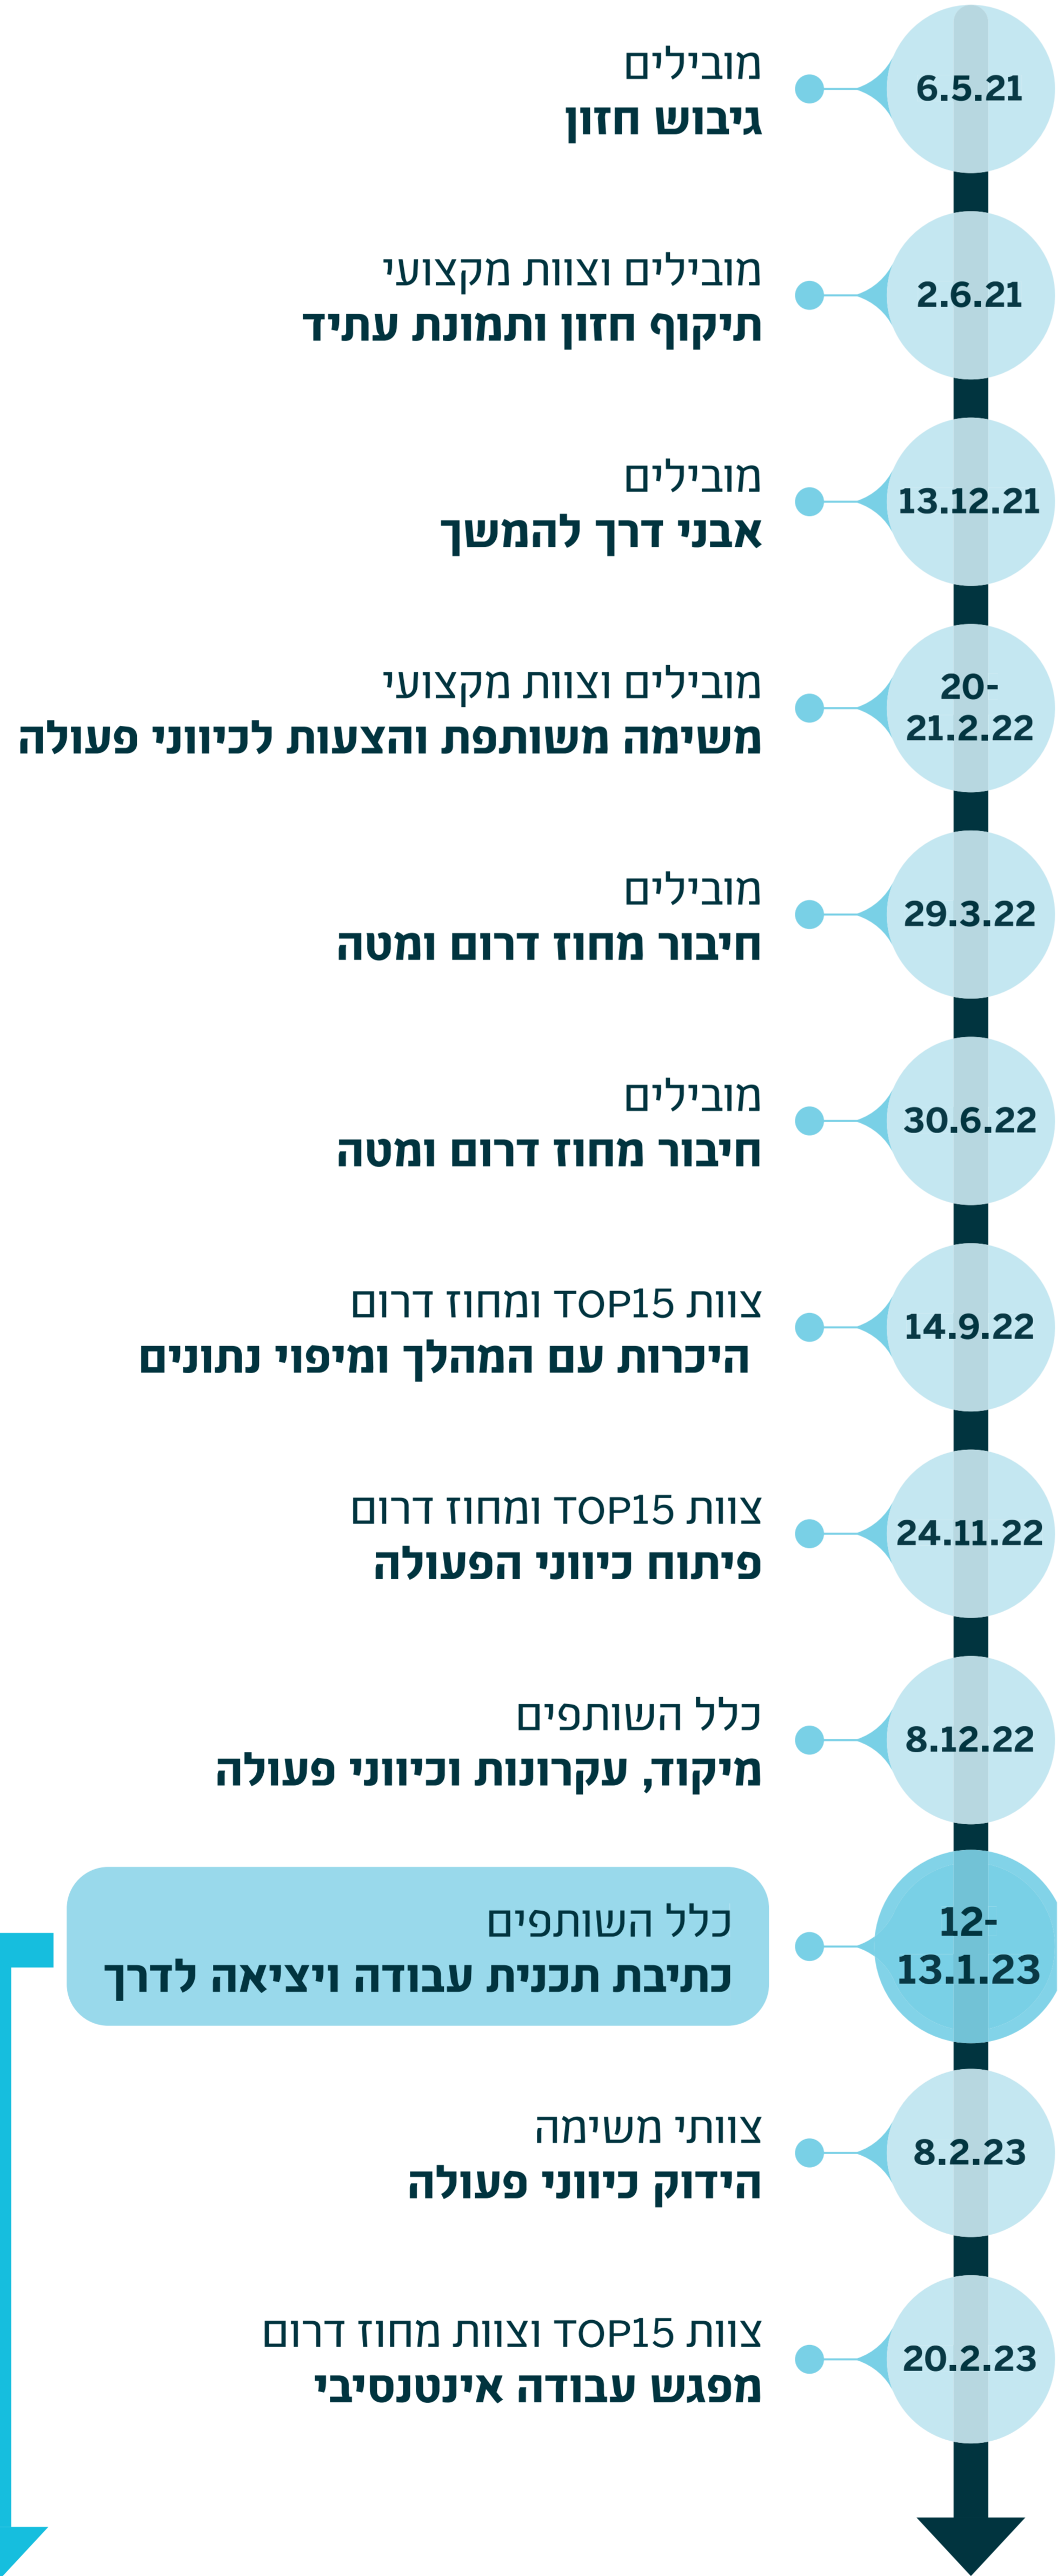 6.5.21
מובילים
גיבוש חזון
2.6.21
מובילים וצוות מקצועי
תיקוף חזון ותמונת עתיד
13.12.21
מובילים
אבני דרך להמשך
20-
21.2.22
מובילים וצוות מקצועי
משימה משותפת והצעות לכיווני פעולה
29.3.22
מובילים
חיבור מחוז דרום ומטה
30.6.22
מובילים
חיבור מחוז דרום ומטה
14.9.22
צוות TOP15 ומחוז דרום
היכרות עם המהלך ומיפוי נתונים
24.11.22
צוות TOP15 ומחוז דרום
פיתוח כיווני הפעולה
8.12.22
כלל השותפים
מיקוד, עקרונות וכיווני פעולה
12-
13.1.23
כלל השותפים
כתיבת תכנית עבודה ויציאה לדרך
8.2.23
צוותי משימה
הידוק כיווני פעולה
20.2.23
צוות TOP15 וצוות מחוז דרום
מפגש עבודה אינטנסיבי